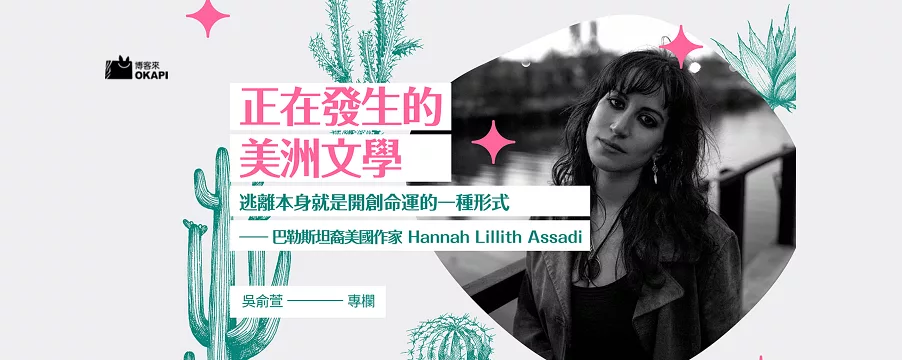 博客來
OKAPI
正在發生的
美洲文學
逃離本身就是開創命運的一種形式
—— 巴勒斯坦裔美國作家 Hannah Lillith Assadi
吳俞萱 ———— 專欄